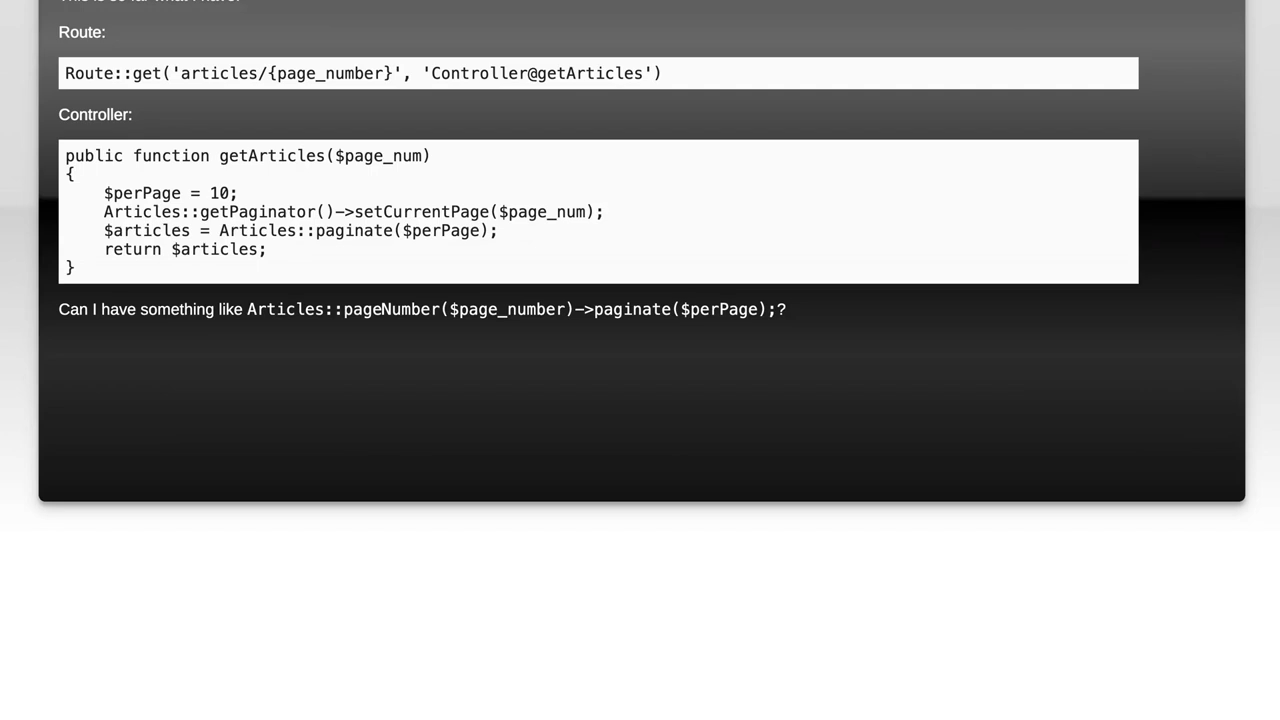 Route:
Route::get('articles/{page_number}', 'Controller@getArticles')
Controller:
public function getArticles($page_num)
{
    $perPage = 10;
    Articles::getPaginator()->setCurrentPage($page_num);
    $articles = Articles::paginate($perPage);
    return $articles;
}
Can I have something like Articles::pageNumber($page_number)->paginate($perPage);?